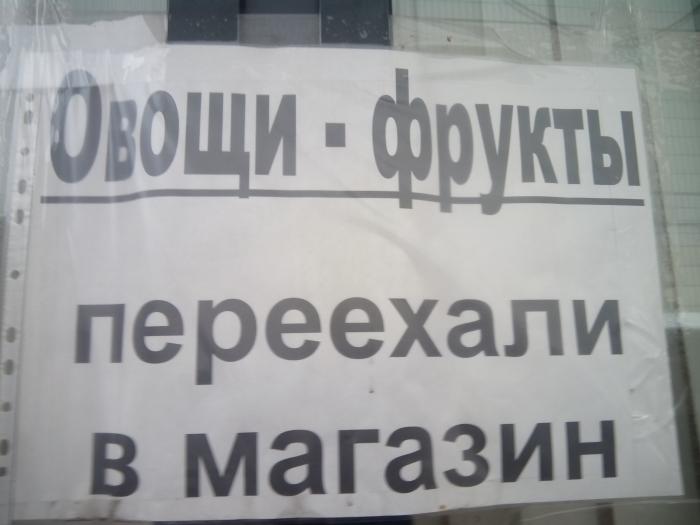 Овощи - фрукты
переехали
в магазин